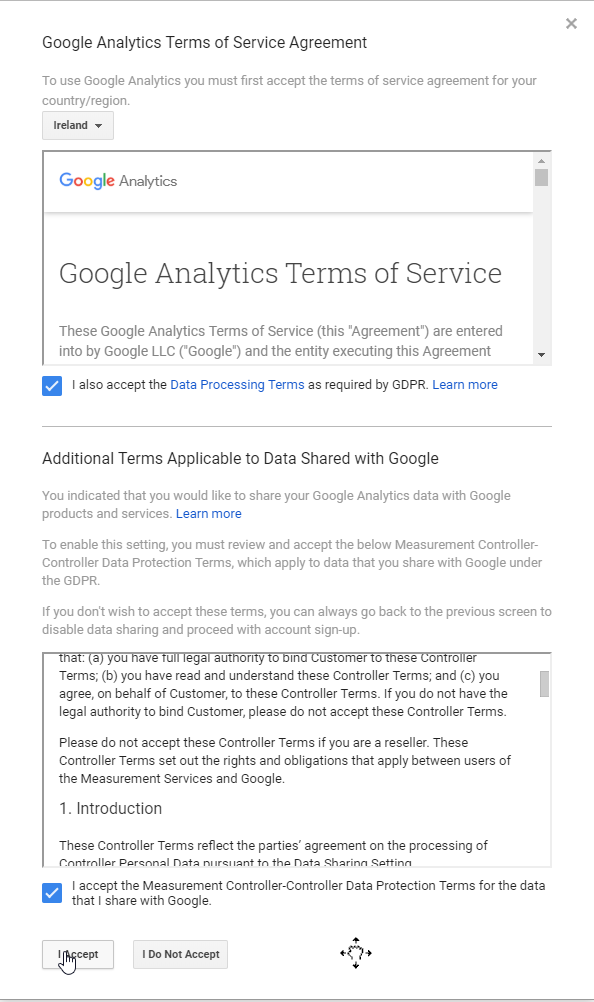 Google Analytics Terms of Service Agreement
To use Google Analytics you must first accept the terms of service agreement for your
country/region.
Ireland
Google Analytics
Google Analytics Terms of Service
These Google Analytics Terms of Service (this "Agreement") are entered
into by Google LLC ("Google") and the entity executing this Agreement
I also accept the Data Processing Terms as required by GDPR. Learn more
Additional Terms Applicable to Data Shared with Google
You indicated that you would like to share your Google Analytics data with Google
products and services. Learn more
To enable this setting, you must review and accept the below Measurement Controller-
Controller Data Protection Terms, which apply to data that you share with Google under
the GDPR.
If you don't wish to accept these terms, you can always go back to the previous screen to
disable data sharing and proceed with account sign-up.
that: (a) you have full legal authority to bind Customer to these Controller
Terms; (b) you have read and understand these Controller Terms; and (c) you
agree, on behalf of Customer, to these Controller Terms. If you do not have the
legal authority to bind Customer, please do not accept these Controller Terms.
Please do not accept these Controller Terms if you are a reseller. These
Controller Terms set out the rights and obligations that apply between users of
the Measurement Services and Google.
1. Introduction
These Controller Terms reflect the parties’ agreement on the processing of
Controller Personal Data pursuant to the Data Sharing Setting.
I accept the Measurement Controller-Controller Data Protection Terms for the data
that I share with Google.
I Accept
I Do Not Accept